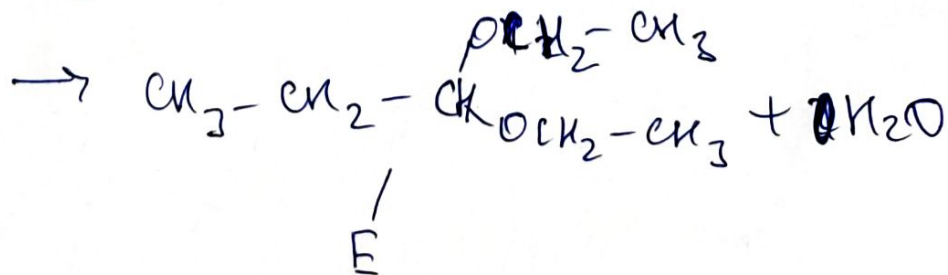 OCH₂-CH₃
→ CH₃-CH₂-CH OCH₂-CH₃ + H₂O
E